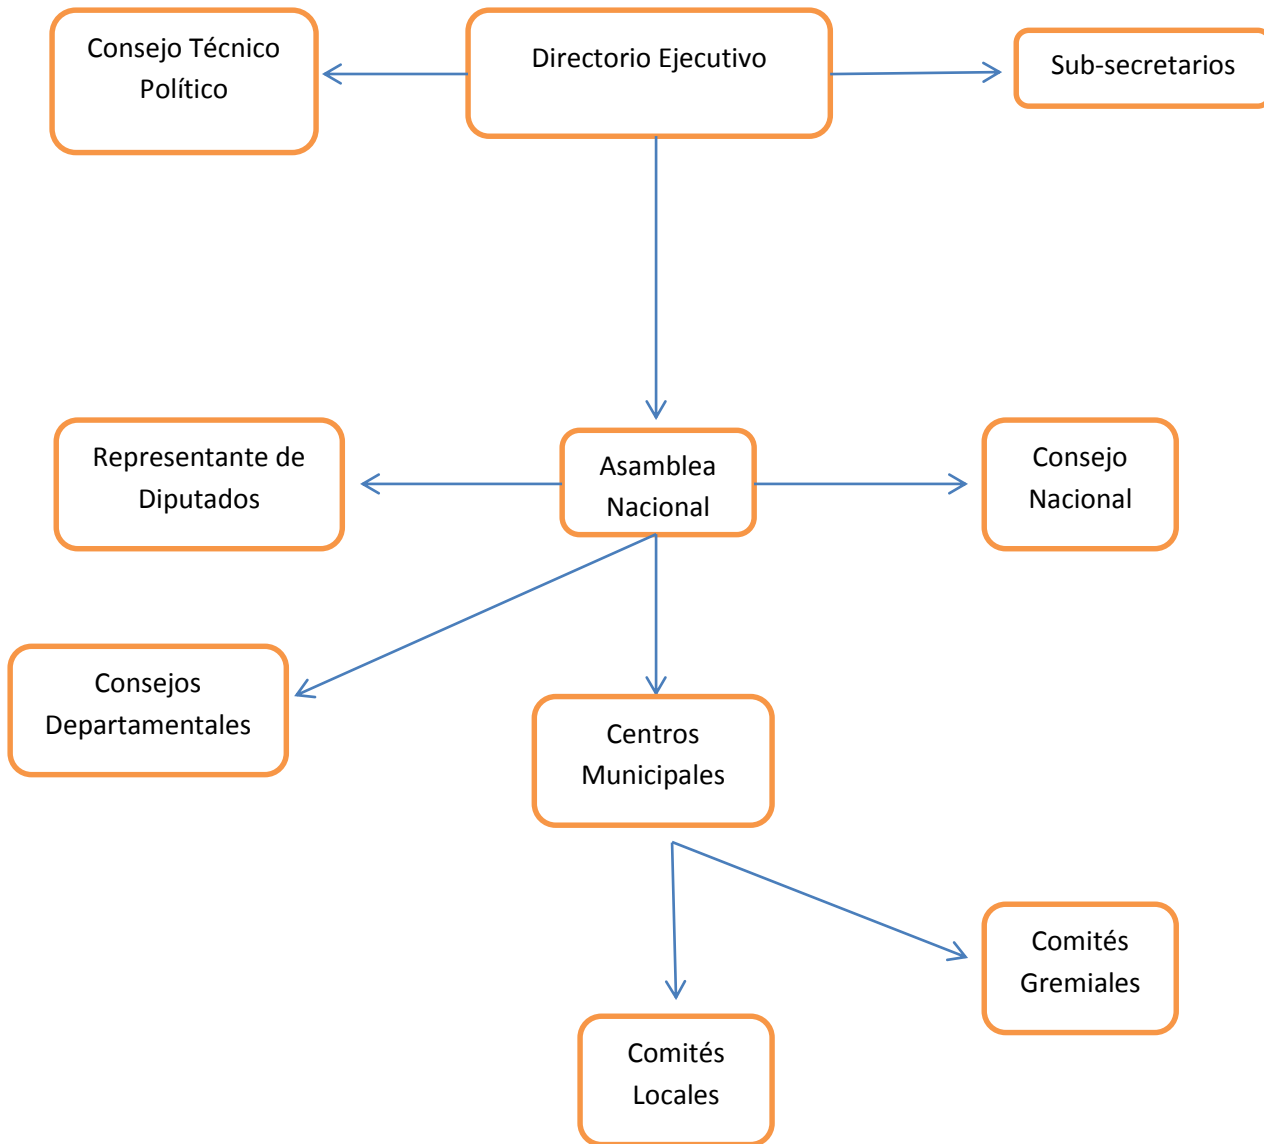 Consejo Técnico
Político
Directorio Ejecutivo
Sub-secretarios
Representante de
Diputados
Asamblea
Nacional
Consejo
Nacional
Consejos
Departamentales
Centros
Municipales
Comités
Gremiales
Comités
Locales